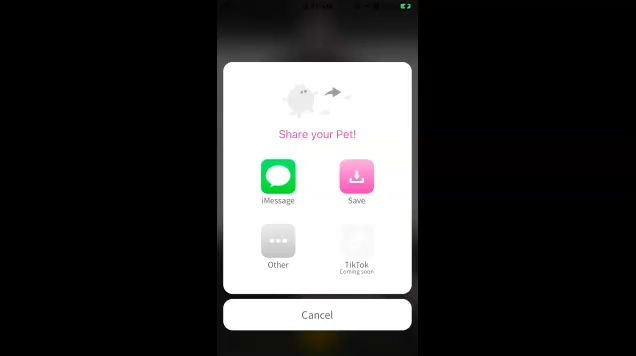 Share your Pet!
iMessage
Save
Other
TikTok
Coming soon
Cancel